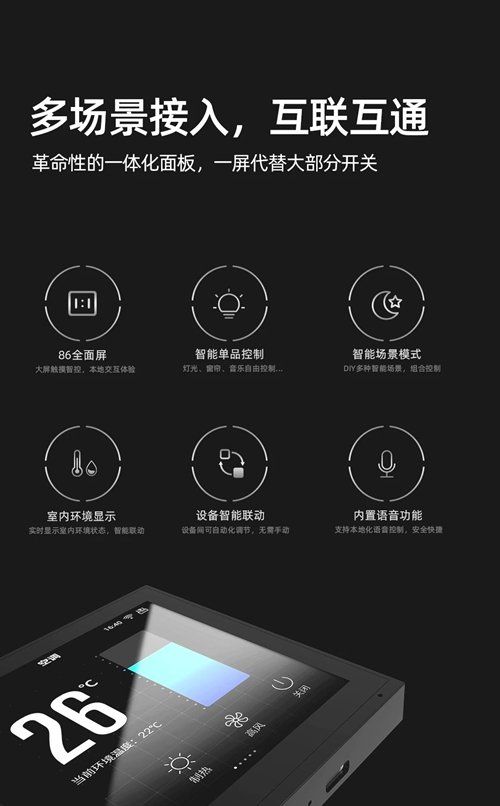 多场景接入，互联互通
革命性的一体化面板，一屏代替大部分开关
1:1
86全面屏
大屏触摸智控，本地交互体验
智能单品控制
灯光、窗帘、音乐自由控制...
智能场景模式
DIY多种智能场景，组合控制
室内环境显示
实时显示室内环境状态，智能联动
设备智能联动
设备间可自动化调节，无需手动
内置语音功能
支持本地化语音控制，安全快捷
16:40
空调
26°C
当前环境温度：22°C
制热
高风
关闭